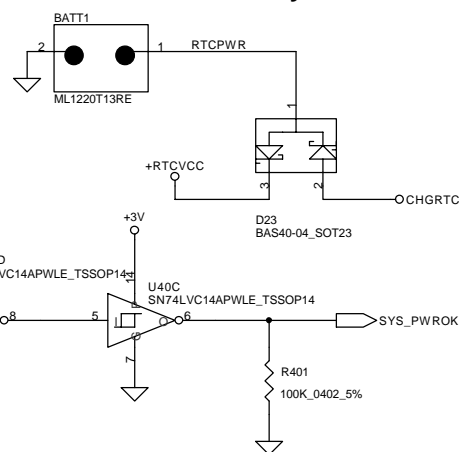 BATT1
2
1
RTCPWR
ML1220T13RE
1
+RTCVCC
3
2
CHGRTC
D23
BAS40-04_SOT23
+3V
14
VC14APWLE_TSSOP14
U40C
SN74LVC14APWLE_TSSOP14
P
8
5
I
O
6
G
SYS_PWROK
7
R401
100K_0402_5%